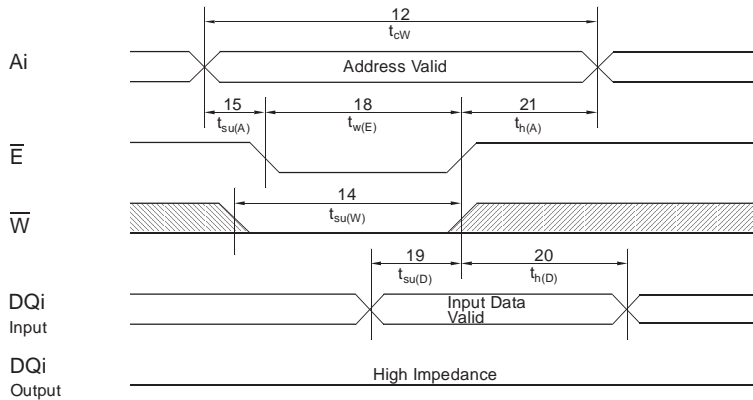 12
tcW
Ai
Address Valid
15 18 21
tsu(A) tw(E) th(A)
E
14
tsu(W)
W
19 20
tsu(D) th(D)
DQi
Input
Input Data
Valid
DQi
Output
High Impedance